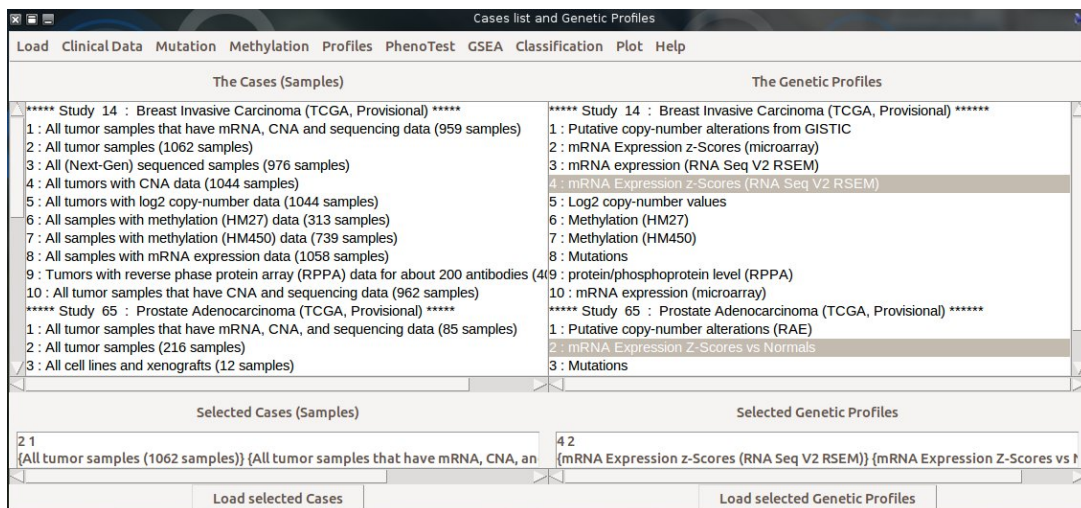 Cases list and Genetic Profiles
Load Clinical Data Mutation Methylation Profiles PhenoTest GSEA Classification Plot Help
The Cases (Samples)
***** Study 14 : Breast Invasive Carcinoma (TCGA, Provisional) *****
1 : All tumor samples that have mRNA, CNA and sequencing data (959 samples)
2 : All tumor samples (1062 samples)
3 : All (Next-Gen) sequenced samples (976 samples)
4 : All tumors with CNA data (1044 samples)
5 : All tumors with log2 copy-number data (1044 samples)
6 : All samples with methylation (HM27) data (313 samples)
7 : All samples with methylation (HM450) data (739 samples)
8 : All samples with mRNA expression data (1058 samples)
9 : Tumors with reverse phase protein array (RPPA) data for about 200 antibodies (40
10 : All tumor samples that have CNA and sequencing data (962 samples)
***** Study 65 : Prostate Adenocarcinoma (TCGA, Provisional) *****
1 : All tumor samples that have mRNA, CNA, and sequencing data (85 samples)
2 : All tumor samples (216 samples)
3 : All cell lines and xenografts (12 samples)
The Genetic Profiles
***** Study 14 : Breast Invasive Carcinoma (TCGA, Provisional) ******
1 : Putative copy-number alterations from GISTIC
2 : mRNA Expression z-Scores (microarray)
3 : mRNA expression (RNA Seq V2 RSEM)
4 : mRNA Expression z-Scores (RNA Seq V2 RSEM)
5 : Log2 copy-number values
6 : Methylation (HM27)
7 : Methylation (HM450)
8 : Mutations
9 : protein/phosphoprotein level (RPPA)
10 : mRNA expression (microarray)
***** Study 65 : Prostate Adenocarcinoma (TCGA, Provisional) ******
1 : Putative copy-number alterations (RAE)
2 : mRNA Expression Z-Scores vs Normals
3 : Mutations
Selected Cases (Samples)
2 1
{All tumor samples (1062 samples)} {All tumor samples that have mRNA, CNA, an
Load selected Cases
Selected Genetic Profiles
4 2
{mRNA Expression z-Scores (RNA Seq V2 RSEM)} {mRNA Expression Z-Scores vs
Load selected Genetic Profiles